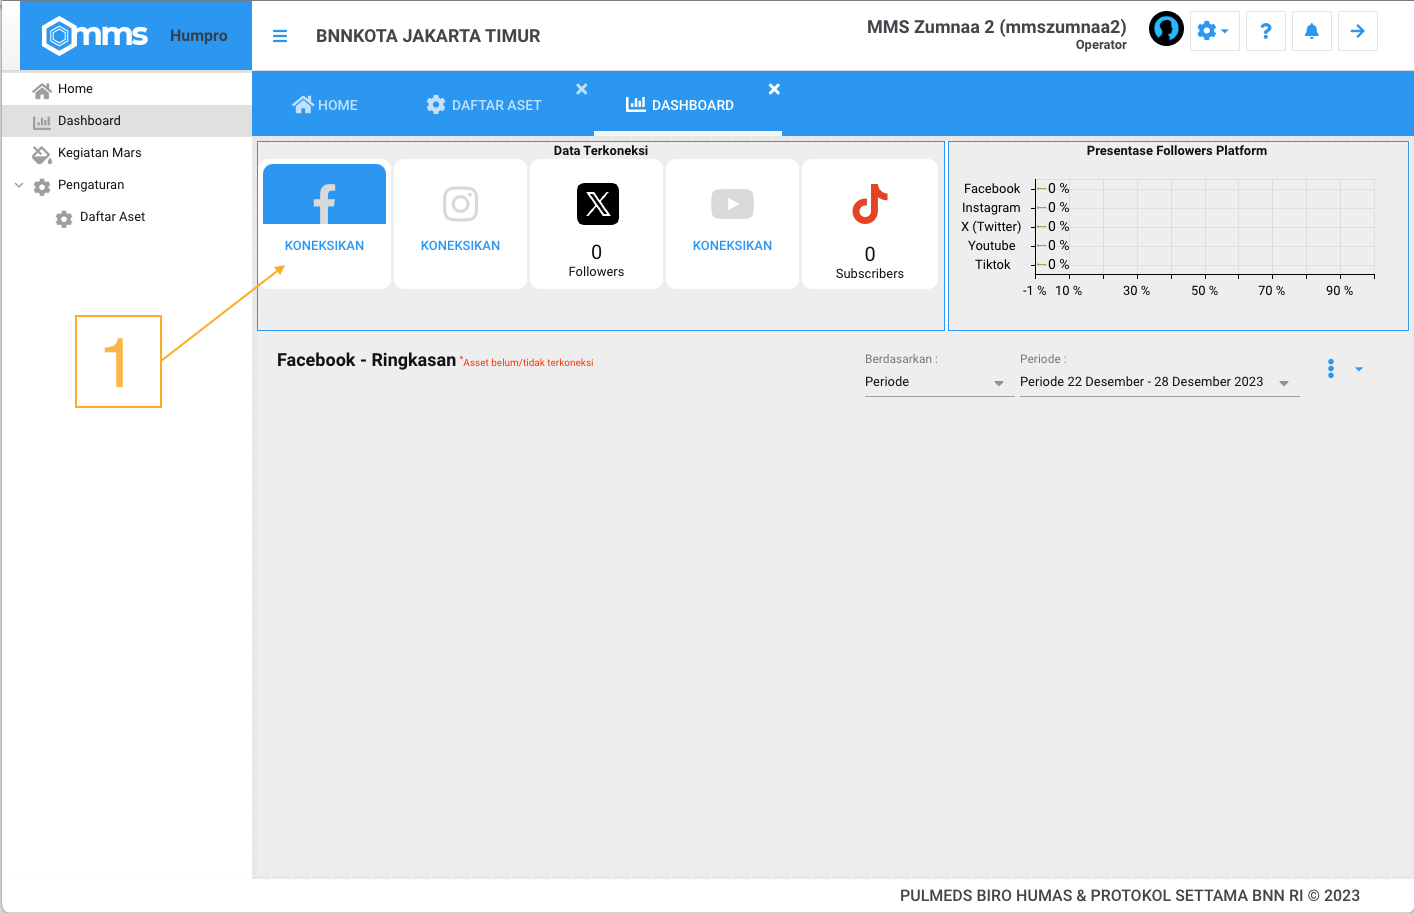 mms Humpro
BNNKOTA JAKARTA TIMUR
MMS Zumnaa 2 (mmszumnaa2)
Operator
?
Home
Dashboard
Kegiatan Mars
Pengaturan
Daftar Aset
HOME
DAFTAR ASET
DASHBOARD
Data Terkoneksi
KONEKSIKAN
KONEKSIKAN
0
Followers
KONEKSIKAN
0
Subscribers
Presentase Followers Platform
Facebook 0 %
Instagram 0 %
X (Twitter) 0 %
Youtube 0 %
Tiktok 0 %
-1 % 10 % 30 % 50 % 70 % 90 %
1
Facebook - Ringkasan *Asset belum/tidak terkoneksi
Berdasarkan :
Periode
Periode :
Periode 22 Desember - 28 Desember 2023
PULMEDS BIRO HUMAS & PROTOKOL SETTAMA BNN RI © 2023